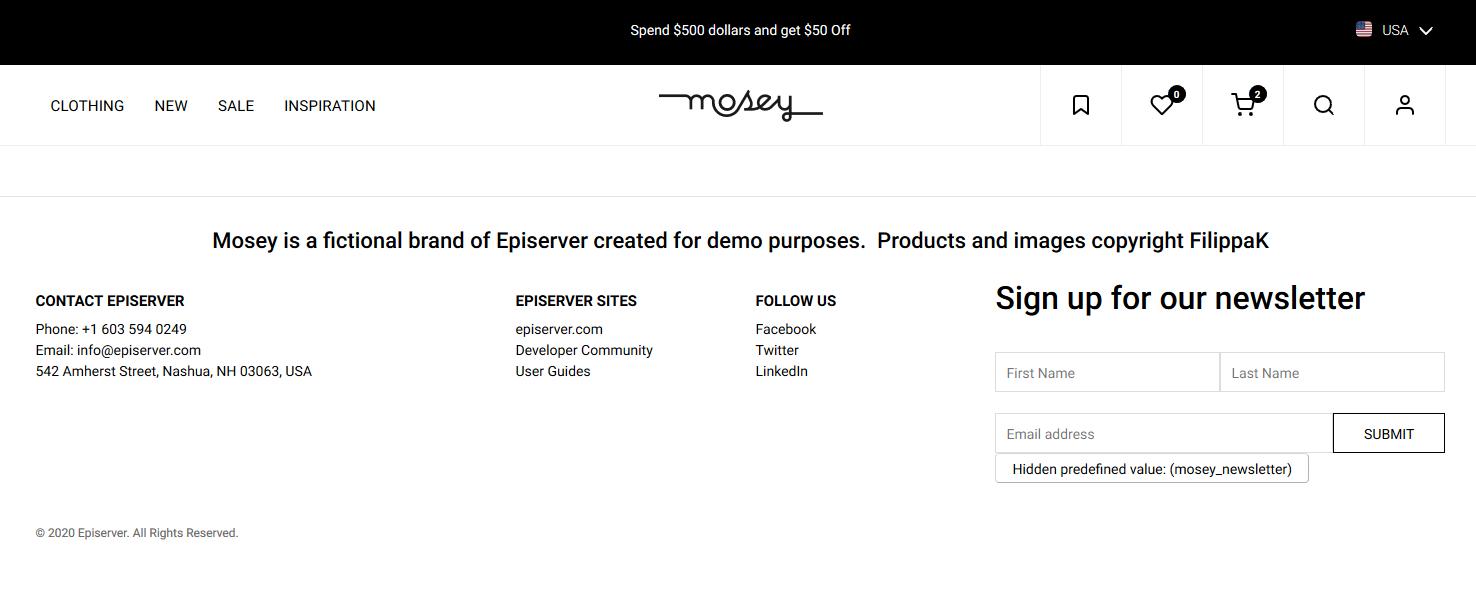 Spend $500 dollars and get $50 Off
USA
CLOTHING NEW SALE INSPIRATION
mosey
0
2
Mosey is a fictional brand of Episerver created for demo purposes.  Products and images copyright FilippaK
CONTACT EPISERVER
Phone: +1 603 594 0249
Email: info@episerver.com
542 Amherst Street, Nashua, NH 03063, USA
EPISERVER SITES
episerver.com
Developer Community
User Guides
FOLLOW US
Facebook
Twitter
LinkedIn
Sign up for our newsletter
First Name
Last Name
Email address
SUBMIT
Hidden predefined value: (mosey_newsletter)
© 2020 Episerver. All Rights Reserved.